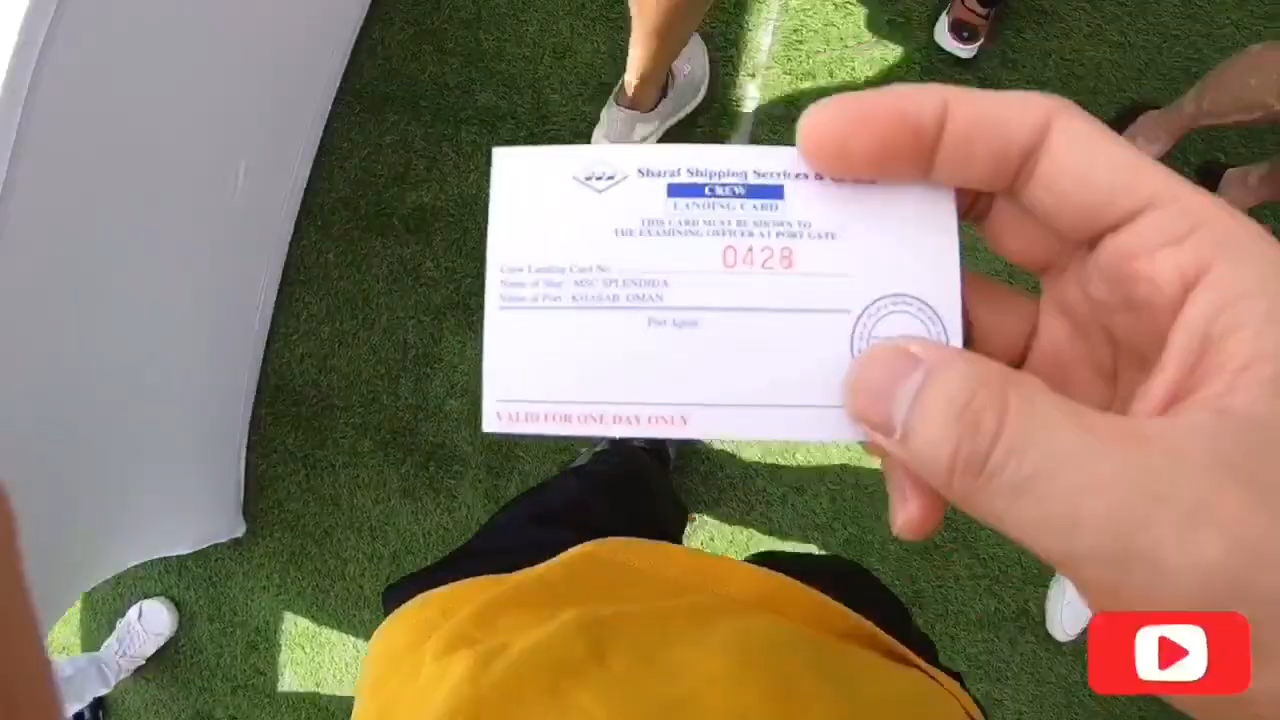 Sharaf Shipping Services &
CREW
LANDING CARD
THIS CARD MUST BE SHOWN TO
THE EXAMINING OFFICER AT PORT GATE
0428
Crew Landing Card No
Name of Ship : MSC SPLENDIDA
Name of Port : KHASAB, OMAN
Port Agent
VALID FOR ONE DAY ONLY